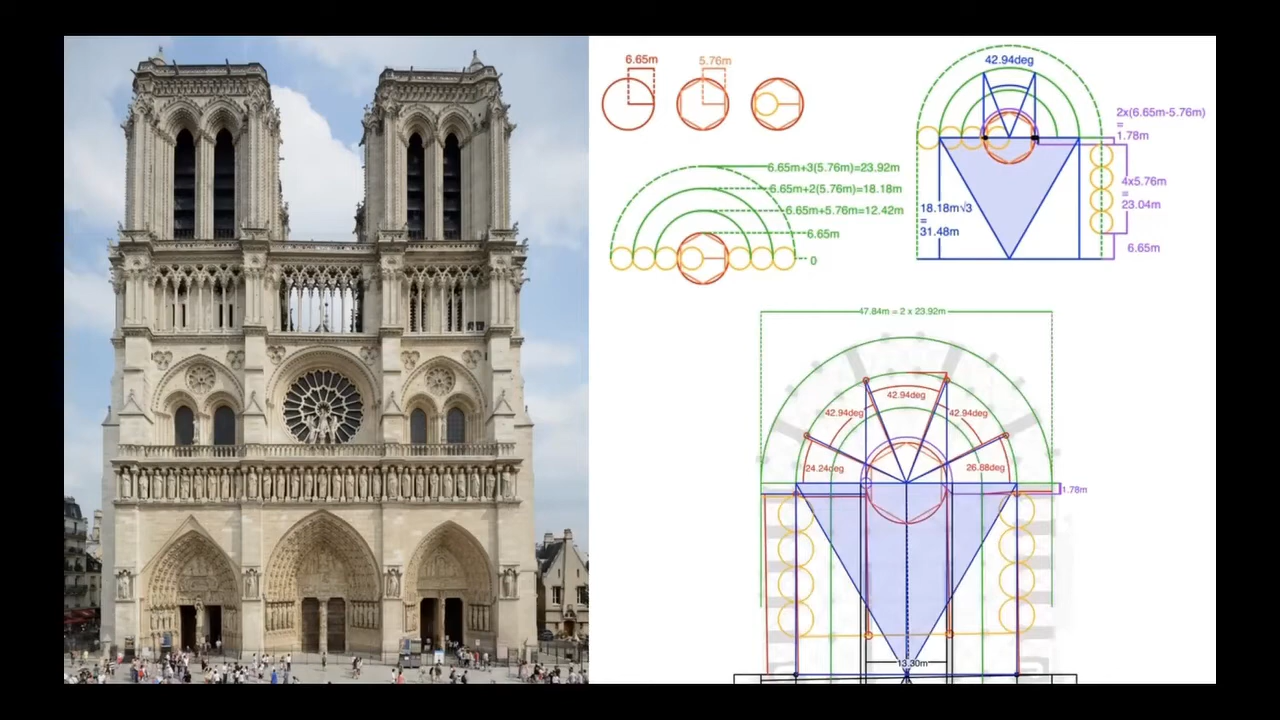 6.65m
5.76m
42.94deg
2x(6.65m-5.76m)
=
1.78m
6.65m+3(5.76m)=23.92m
6.65m+2(5.76m)=18.18m
6.65m+5.76m=12.42m
6.65m
0
18.18m√3
=
31.48m
4x5.76m
=
23.04m
6.65m
47.84m = 2 x 23.92m
42.94deg
42.94deg
42.94deg
24.24deg
26.88deg
1.78m
13.30m